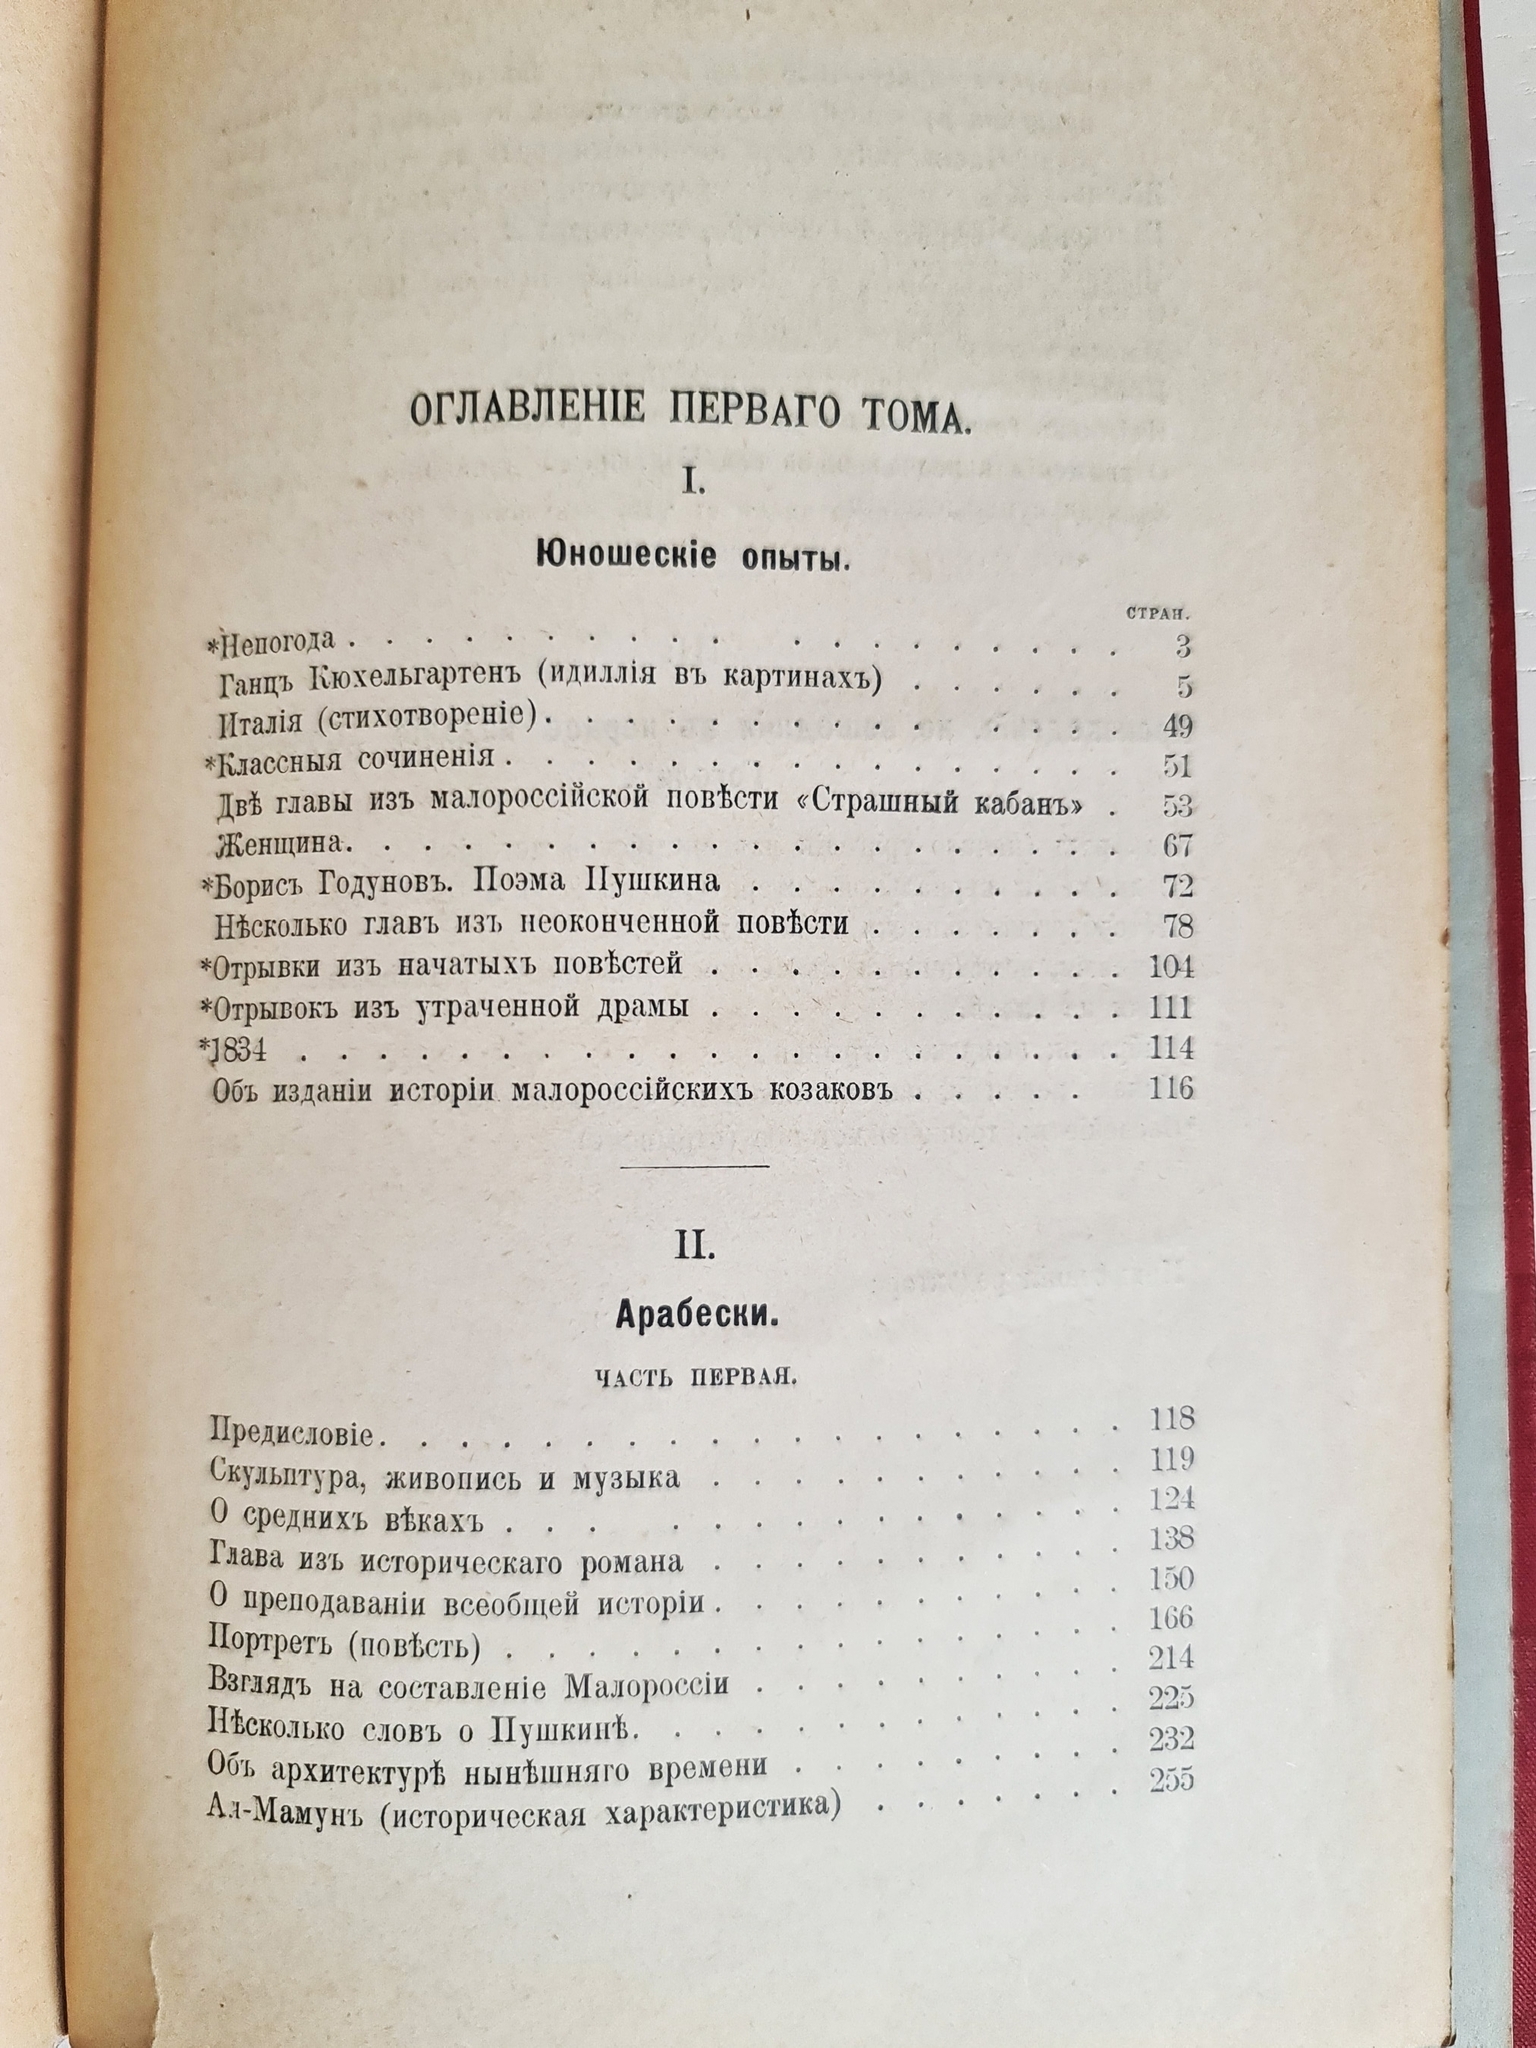 ОГЛАВЛЕНІЕ ПЕРВАГО ТОМА.
I.
Юношескіе опыты.
СТРАН.
*Непогода . . . . . . . . . . . . . . . . . . . 3
Ганцъ Кюхельгартенъ (идиллія въ картинахъ) . . . . . . 5
Италія (стихотвореніе) . . . . . . . . . . . . . . . 49
*Классныя сочиненія . . . . . . . . . . . . . . . . 51
Двѣ главы изъ малороссійской повѣсти «Страшный кабанъ» . 53
Женщина . . . . . . . . . . . . . . . . . . . . 67
*Борисъ Годуновъ. Поэма Пушкина . . . . . . . . . . 72
Нѣсколько главъ изъ неоконченной повѣсти . . . . . . . 78
*Отрывки изъ начатыхъ повѣстей . . . . . . . . . . . 104
*Отрывокъ изъ утраченной драмы . . . . . . . . . . . 111
*1834 . . . . . . . . . . . . . . . . . . . . . 114
Объ изданіи исторіи малороссійскихъ козаковъ . . . . . 116
II.
Арабески.
ЧАСТЬ ПЕРВАЯ.
Предисловіе . . . . . . . . . . . . . . . . . . . 118
Скульптура, живопись и музыка . . . . . . . . . . . 119
О среднихъ вѣкахъ . . . . . . . . . . . . . . . 124
Глава изъ историческаго романа . . . . . . . . . . . 138
О преподаваніи всеобщей исторіи . . . . . . . . . . . 150
Портретъ (повѣсть) . . . . . . . . . . . . . . . . 166
Взглядъ на составленіе Малороссіи . . . . . . . . . . 214
Нѣсколько словъ о Пушкинѣ . . . . . . . . . . . . . 225
Объ архитектурѣ нынѣшняго времени . . . . . . . . . 232
Ал-Мамунъ (историческая характеристика) . . . . . . . 255